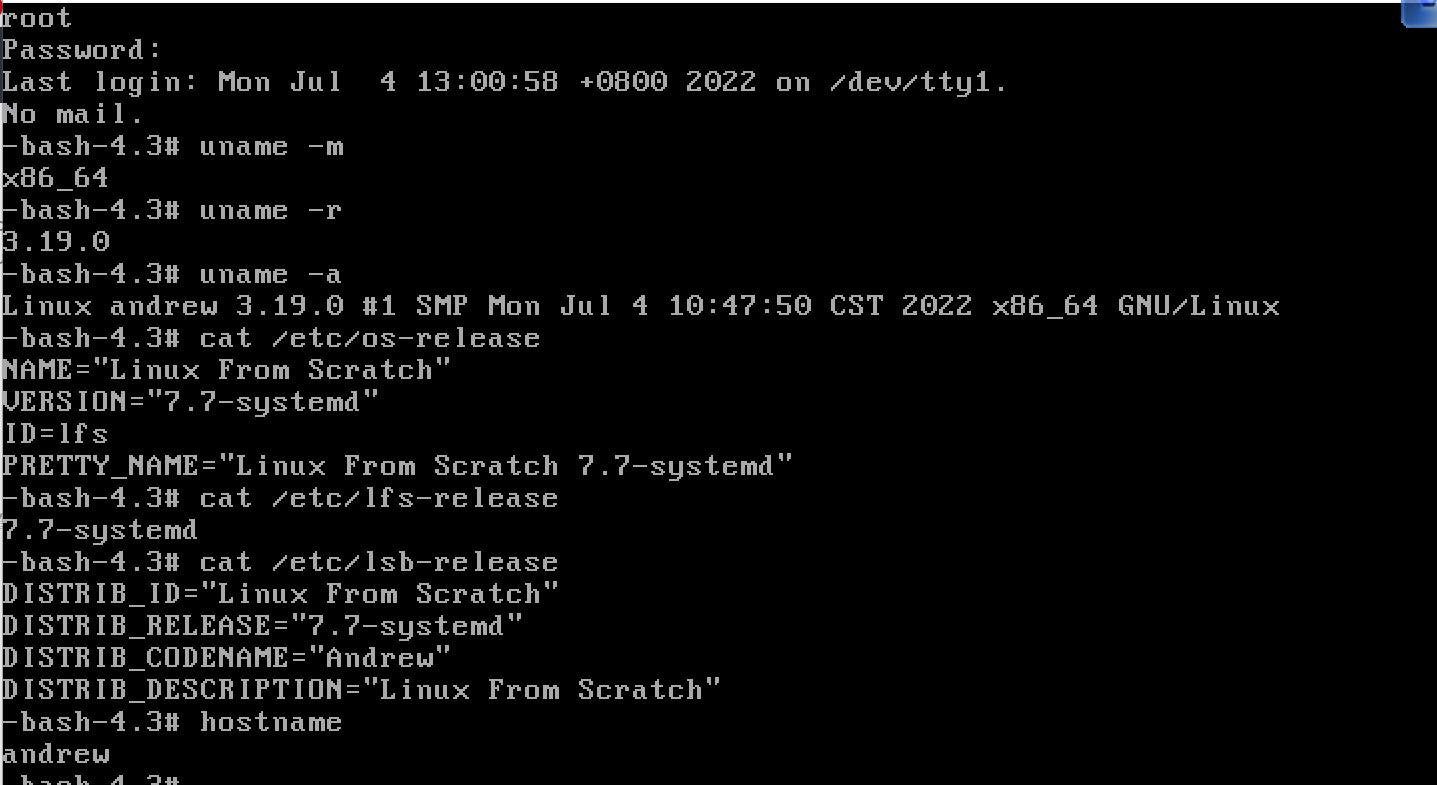 root
Password:
Last login: Mon Jul  4 13:00:58 +0800 2022 on /dev/tty1.
No mail.
-bash-4.3# uname -m
x86_64
-bash-4.3# uname -r
3.19.0
-bash-4.3# uname -a
Linux andrew 3.19.0 #1 SMP Mon Jul 4 10:47:50 CST 2022 x86_64 GNU/Linux
-bash-4.3# cat /etc/os-release
NAME="Linux From Scratch"
VERSION="7.7-systemd"
ID=lfs
PRETTY_NAME="Linux From Scratch 7.7-systemd"
-bash-4.3# cat /etc/lfs-release
7.7-systemd
-bash-4.3# cat /etc/lsb-release
DISTRIB_ID="Linux From Scratch"
DISTRIB_RELEASE="7.7-systemd"
DISTRIB_CODENAME="Andrew"
DISTRIB_DESCRIPTION="Linux From Scratch"
-bash-4.3# hostname
andrew
-bash-4.3#